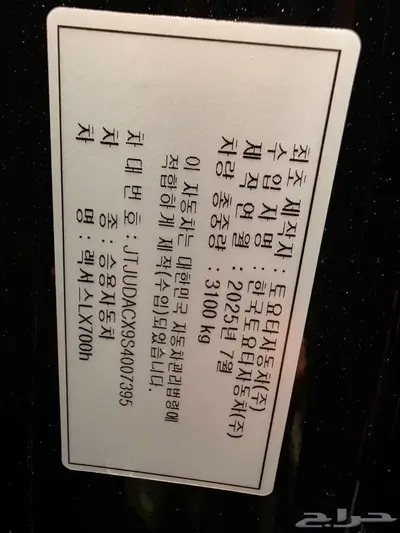 최초 제작사 : 토요타자동차(주)
수 입 자 명 : 한국토요타자동차(주)
제 작 연 월 : 2025년 7월
차량 총중량 : 3100 kg
이 자동차는 대한민국 자동차관리법령에
적합하게 제작(수입)되었습니다.
차 대 번 호 : JTJUDACX9S4007395
차 종 : 승용자동차
차 명 : 렉서스LX700h
حراج